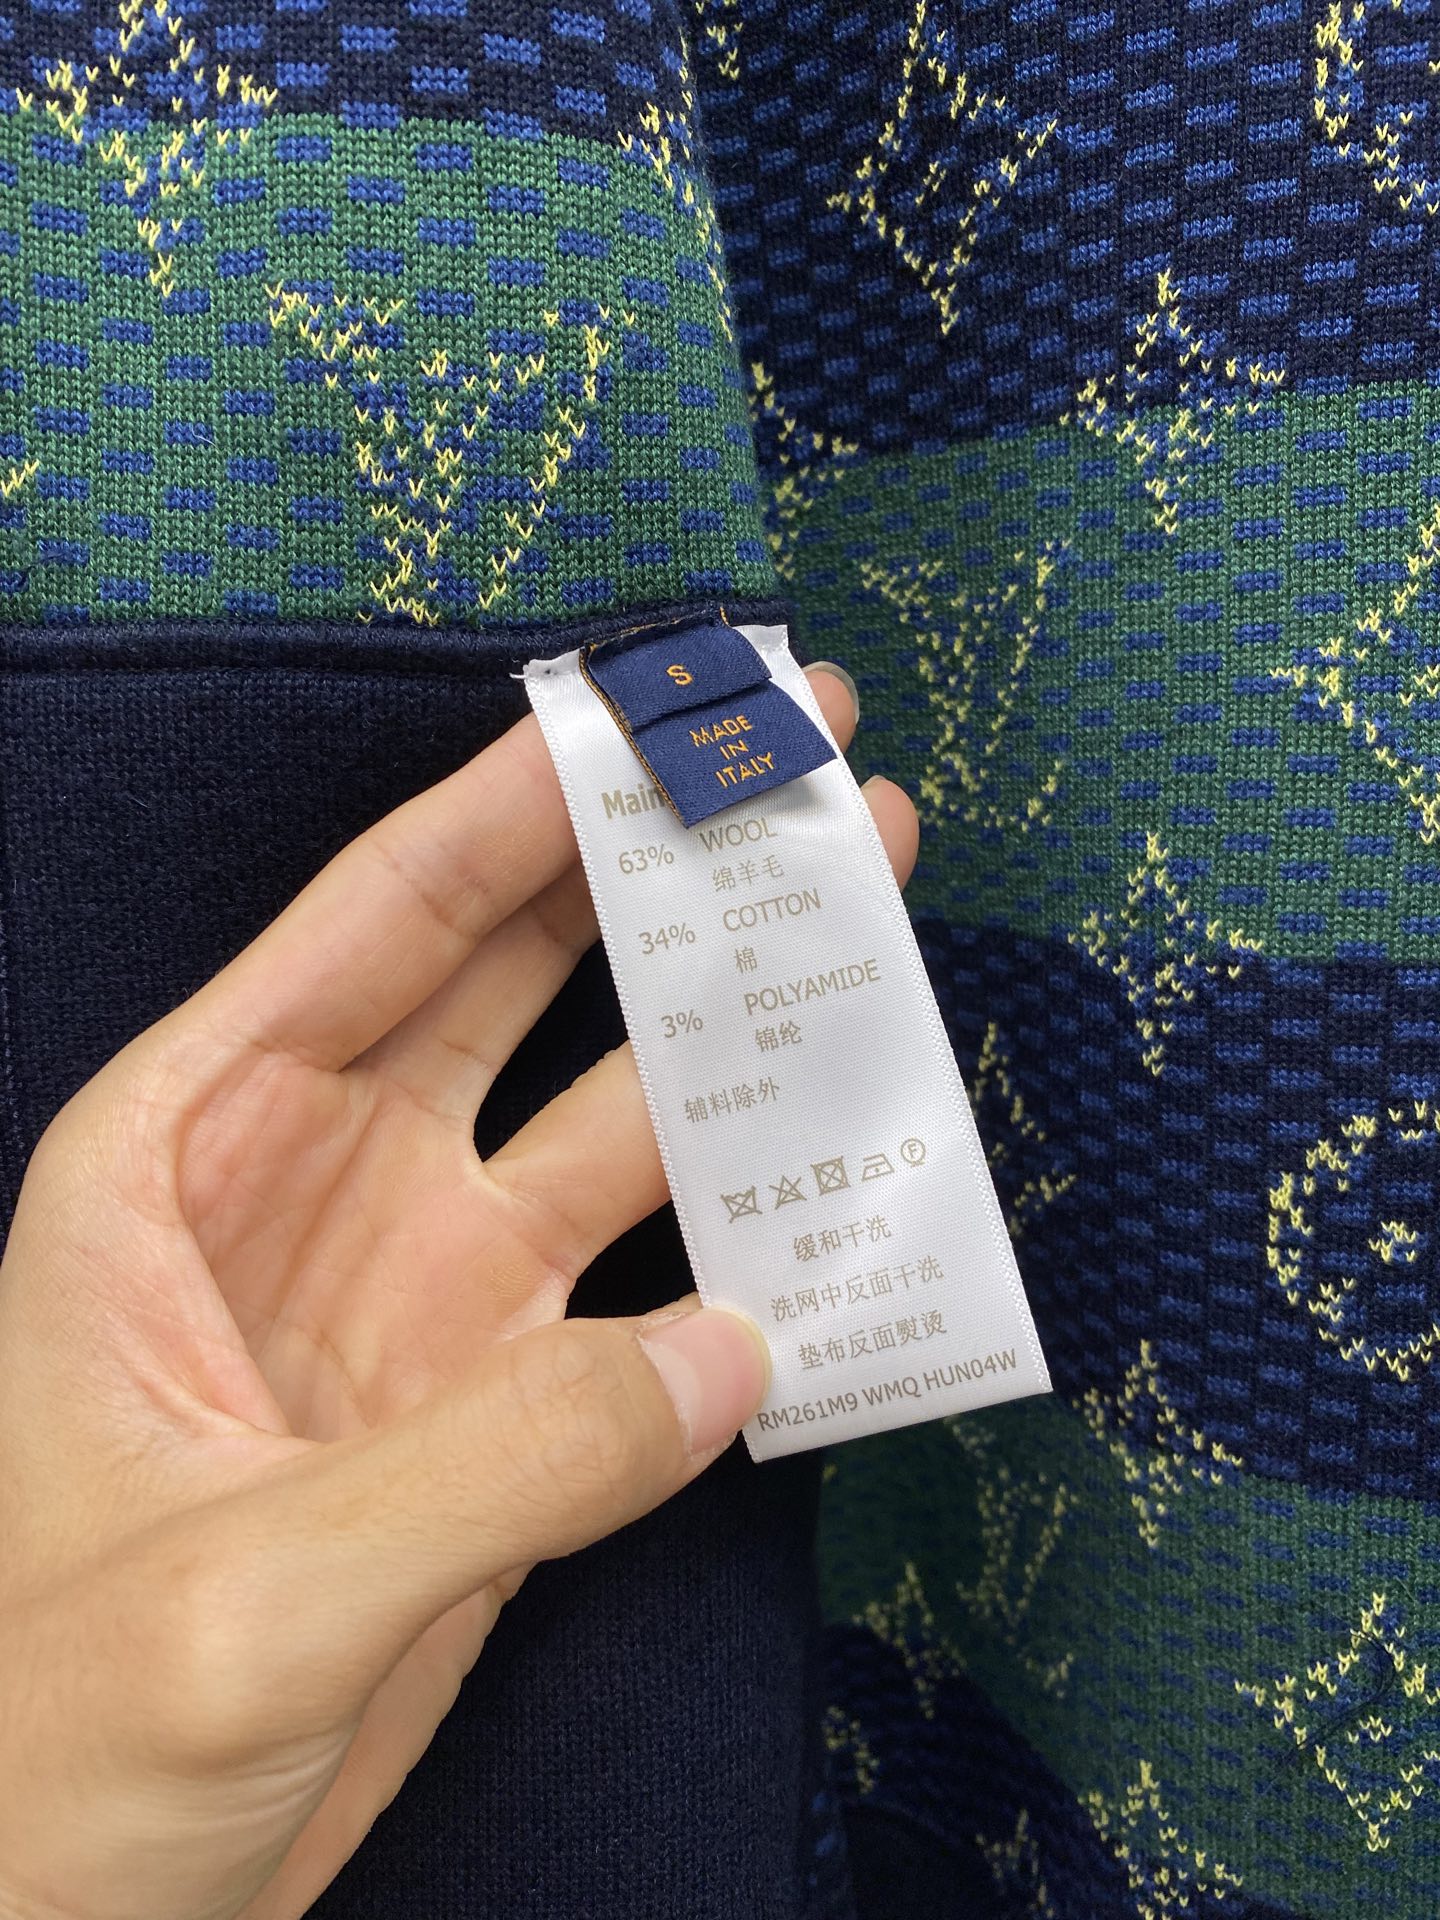 S
MADE
IN
ITALY
Main
63% WOOL
绵羊毛
34% COTTON
棉
3% POLYAMIDE
锦纶
辅料除外
F
缓和干洗
洗网中反面干洗
垫布反面熨烫
RM261M9 WMQ HUN04W